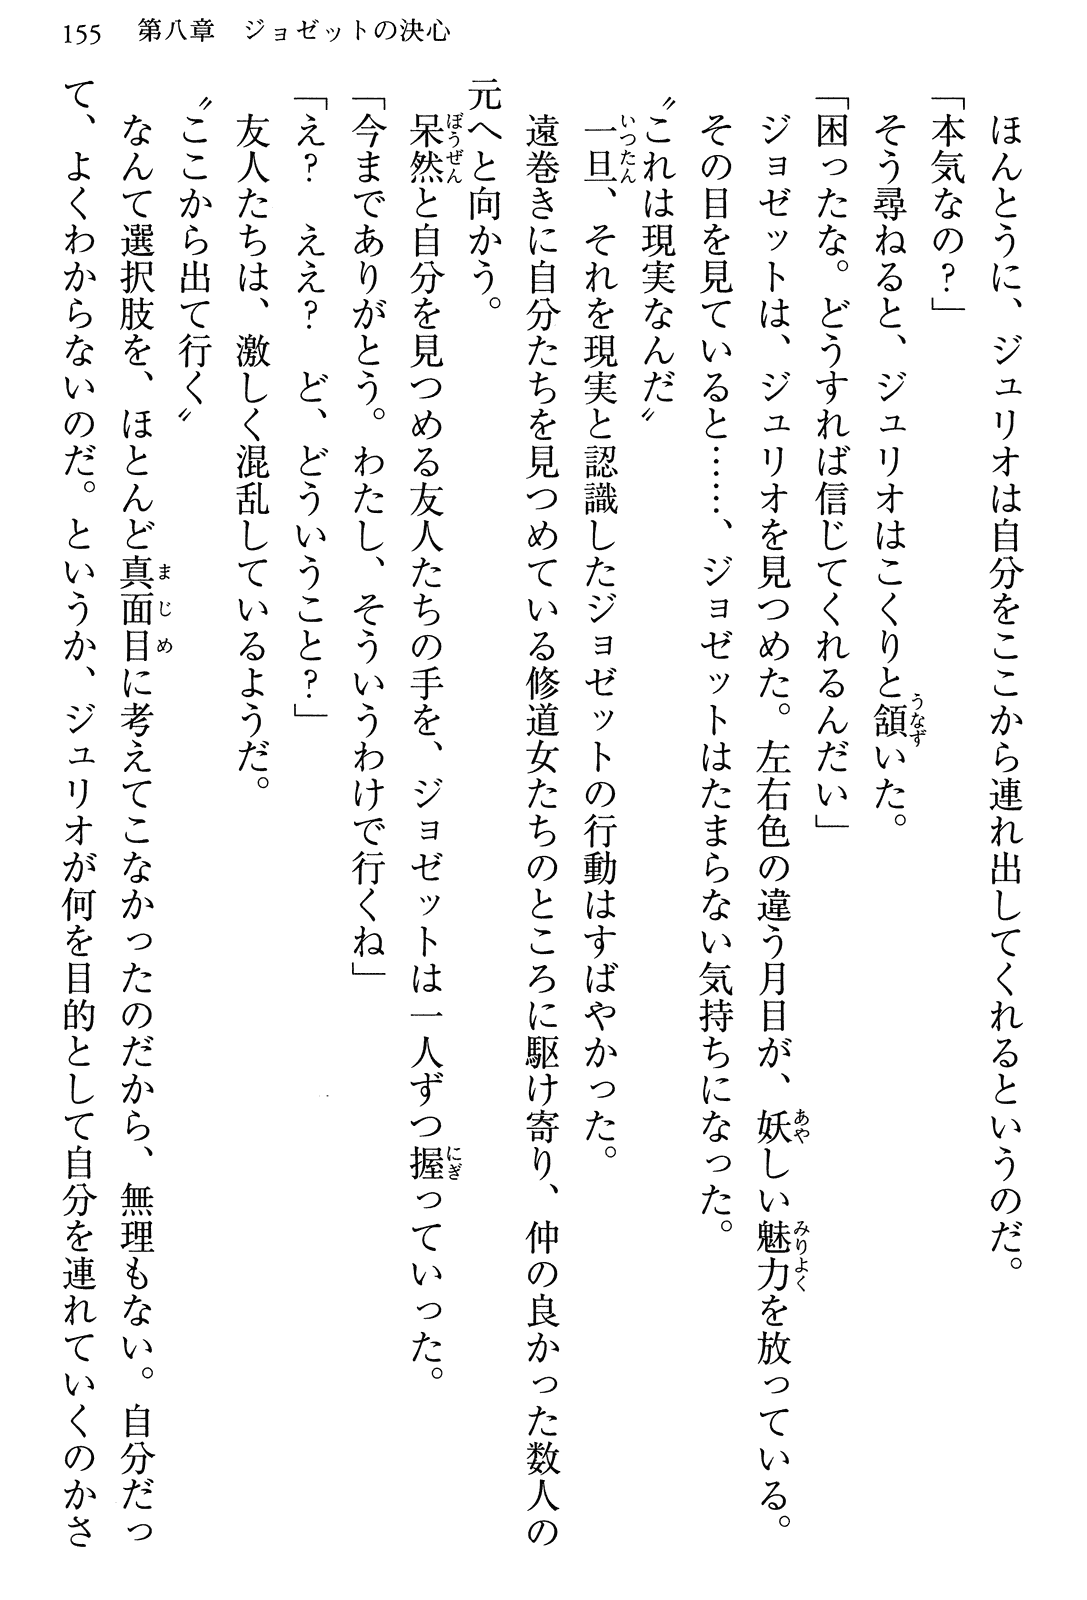 155　第八章　ジョゼットの決心
ほんとうに、ジュリオは自分をここから連れ出してくれるというのだ。
「本気なの？」
そう尋ねると、ジュリオはこくりと頷いた。
「困ったな。どうすれば信じてくれるんだい」
ジョゼットは、ジュリオを見つめた。左右色の違う月目が、妖しい魅力を放っている。
その目を見ていると……、ジョゼットはたまらない気持ちになった。
〝これは現実なんだ〟
一旦、それを現実と認識したジョゼットの行動はすばやかった。
遠巻きに自分たちを見つめている修道女たちのところに駆け寄り、仲の良かった数人の
元へと向かう。
呆然と自分を見つめる友人たちの手を、ジョゼットは一人ずつ握っていった。
「今までありがとう。わたし、そういうわけで行くね」
「え？　ええ？　ど、どういうこと？」
友人たちは、激しく混乱しているようだ。
〝ここから出て行く〟
なんて選択肢を、ほとんど真面目に考えてこなかったのだから、無理もない。自分だっ
て、よくわからないのだ。というか、ジュリオが何を目的として自分を連れていくのかさ